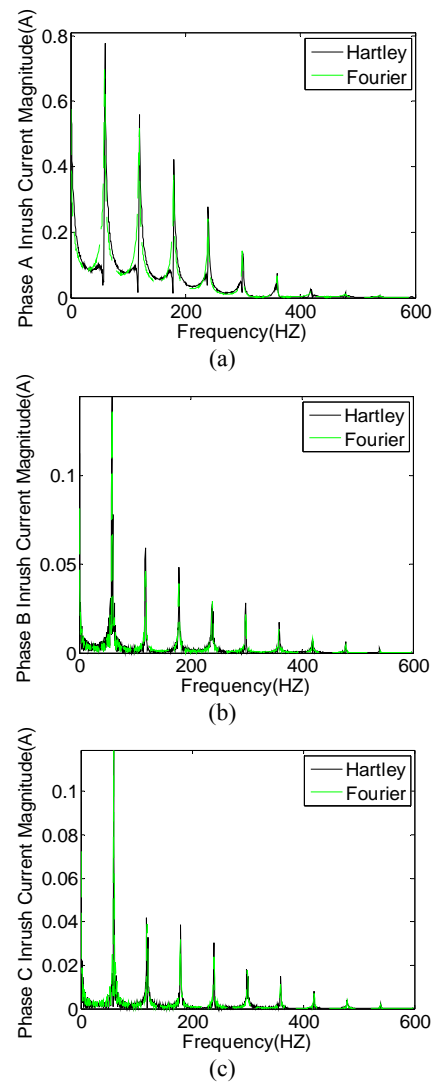 0.8
0.6
0.4
0.2
0
Phase A Inrush Current Magnitude(A)
Hartley
Fourier
0 200 400 600
Frequency(HZ)
(a)
0.1
0.05
0
Phase B Inrush Current Magnitude(A)
Hartley
Fourier
0 200 400 600
Frequency(HZ)
(b)
0.1
0.08
0.06
0.04
0.02
0
Phase C Inrush Current Magnitude(A)
Hartley
Fourier
0 200 400 600
Frequency(HZ)
(c)